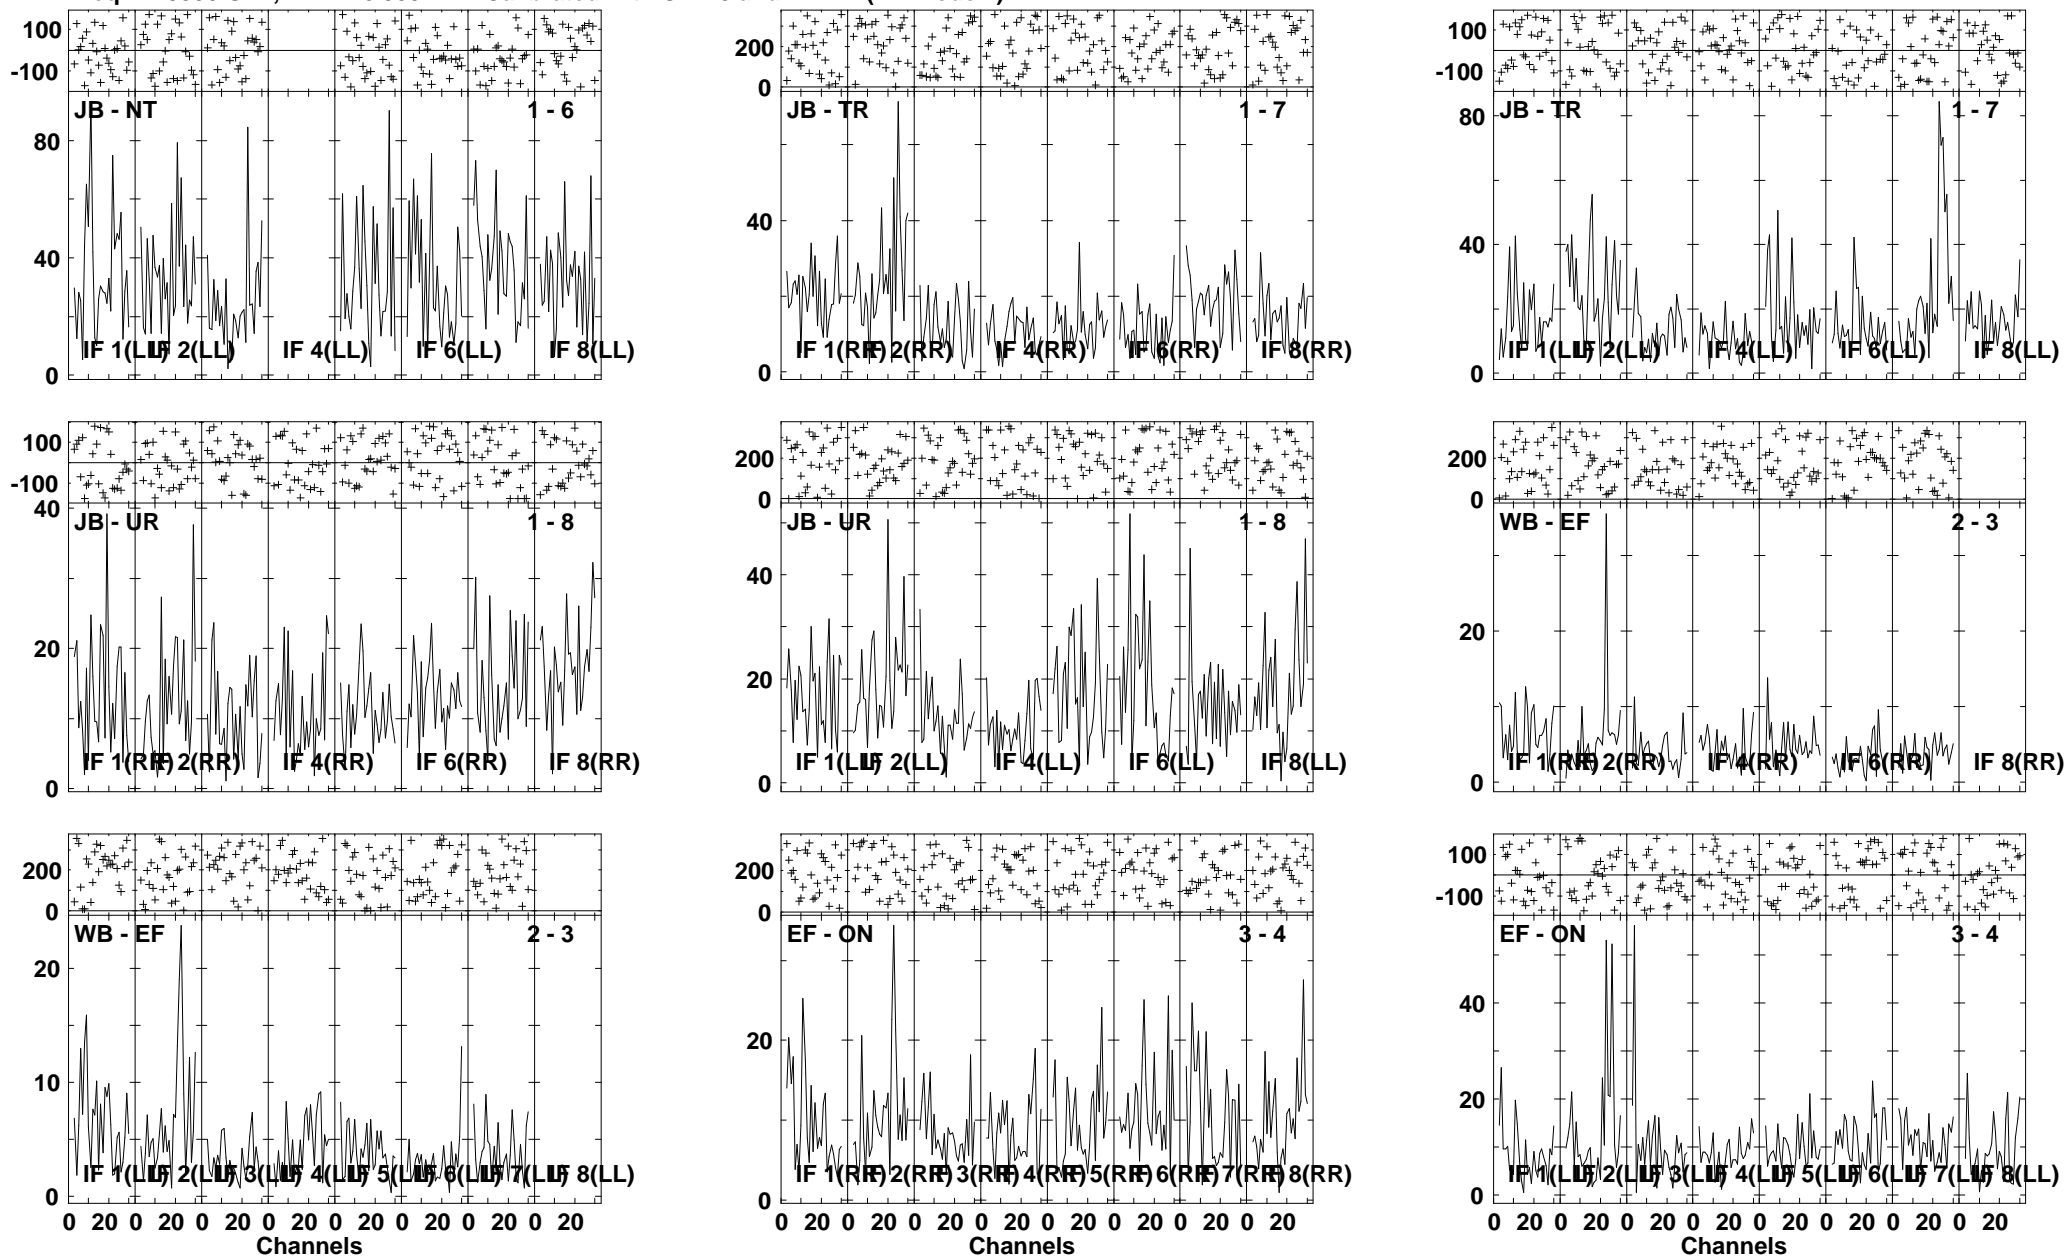 100
-100
JB - NT 1 - 6
80
40
0
IF 1(LL) IF 2(LL) IF 4(LL) IF 6(LL) IF 8(LL)
200
0
JB - TR 1 - 7
40
0
IF 1(RR) IF 2(RR) IF 4(RR) IF 6(RR) IF 8(RR)
100
-100
JB - TR 1 - 7
80
40
0
IF 1(LL) IF 2(LL) IF 4(LL) IF 6(LL) IF 8(LL)
100
-100
JB - UR 1 - 8
40
20
0
IF 1(RR) IF 2(RR) IF 4(RR) IF 6(RR) IF 8(RR)
200
0
JB - UR 1 - 8
40
20
0
IF 1(LL) IF 2(LL) IF 4(LL) IF 6(LL) IF 8(LL)
200
0
WB - EF 2 - 3
20
0
IF 1(RR) IF 2(RR) IF 4(RR) IF 6(RR) IF 8(RR)
200
0
WB - EF 2 - 3
20
10
0
IF 1(LL) IF 2(LL) IF 3(LL) IF 4(LL) IF 5(LL) IF 6(LL) IF 7(LL) IF 8(LL)
0 20 0 20 0 20 0 20 0 20 0 20 0 20 0 20
Channels
200
0
EF - ON 3 - 4
20
0
IF 1(RR) IF 2(RR) IF 3(RR) IF 4(RR) IF 5(RR) IF 6(RR) IF 7(RR) IF 8(RR)
0 20 0 20 0 20 0 20 0 20 0 20 0 20 0 20
Channels
100
-100
EF - ON 3 - 4
40
20
0
IF 1(LL) IF 2(LL) IF 3(LL) IF 4(LL) IF 5(LL) IF 6(LL) IF 7(LL) IF 8(LL)
0 20 0 20 0 20 0 20 0 20 0 20 0 20 0 20
Channels